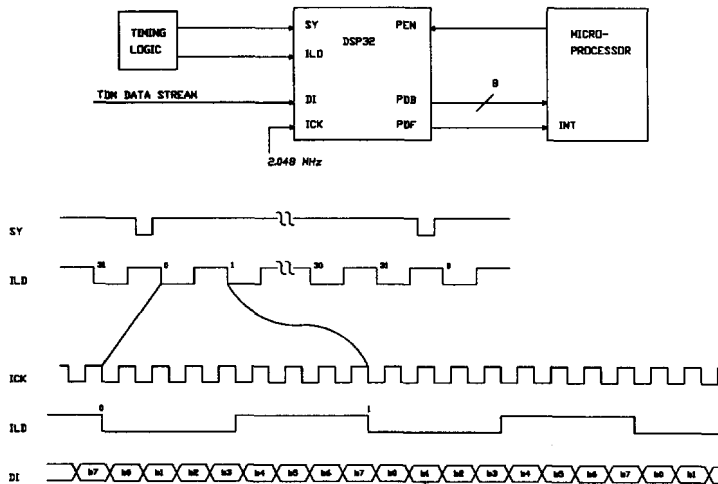 TIMING LOGIC
SY
ILD
DI
ICK
DSP32
PEN
PDB
PDF
MICRO-PROCESSOR
INT
TDM DATA STREAM
8
2.048 MHz
SY
ILD 31 0 1 30 31 0
ICK
ILD 0 1
DI b7 b0 b1 b2 b3 b4 b5 b6 b7 b0 b1 b2 b3 b4 b5 b6 b7 b0 b1